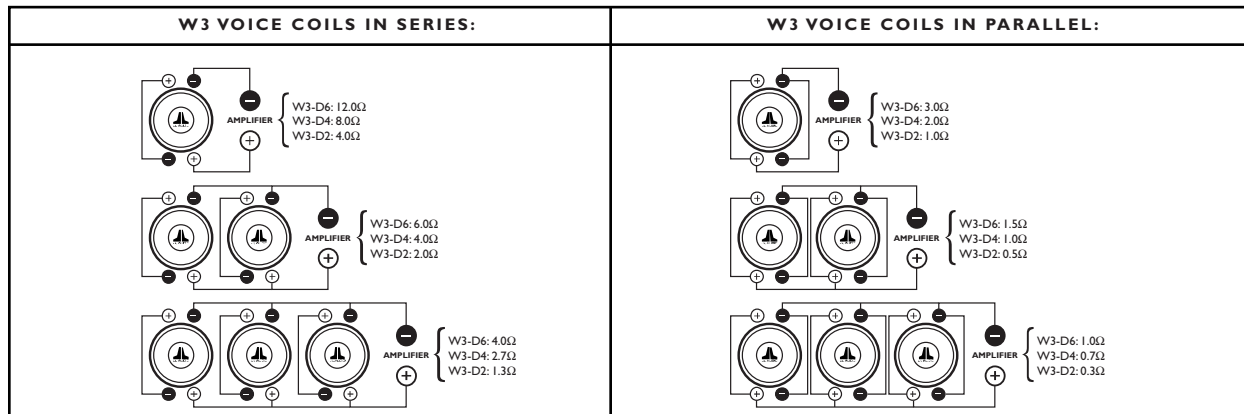 W3 VOICE COILS IN SERIES:
W3 VOICE COILS IN PARALLEL:
+ −
− +
−
AMPLIFIER
+
W3-D6: 12.0Ω
W3-D4: 8.0Ω
W3-D2: 4.0Ω
+ − + −
− + − +
−
AMPLIFIER
+
W3-D6: 6.0Ω
W3-D4: 4.0Ω
W3-D2: 2.0Ω
+ − + − + −
− + − + − +
−
AMPLIFIER
+
W3-D6: 4.0Ω
W3-D4: 2.7Ω
W3-D2: 1.3Ω
+ −
− +
−
AMPLIFIER
+
W3-D6: 3.0Ω
W3-D4: 2.0Ω
W3-D2: 1.0Ω
+ − + −
− + − +
−
AMPLIFIER
+
W3-D6: 1.5Ω
W3-D4: 1.0Ω
W3-D2: 0.5Ω
+ − + − + −
− + − + − +
−
AMPLIFIER
+
W3-D6: 1.0Ω
W3-D4: 0.7Ω
W3-D2: 0.3Ω